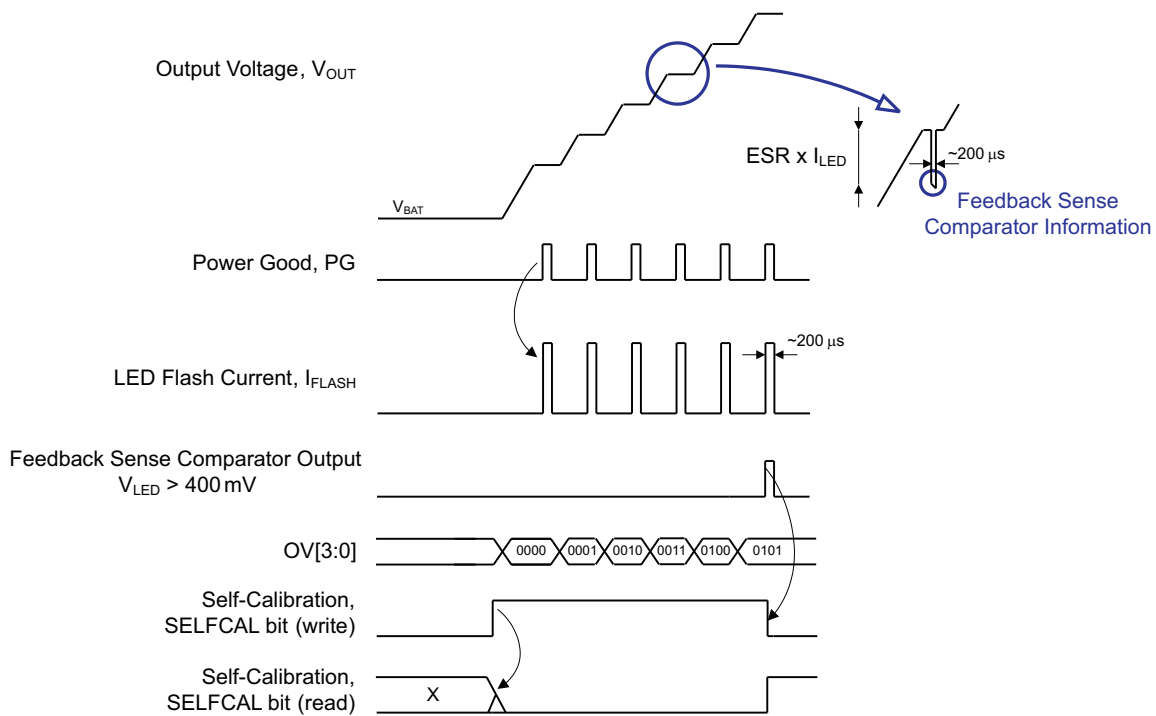 Output Voltage, VOUT
ESR x ILED
~200 µs
Feedback Sense
Comparator Information
VBAT
Power Good, PG
~200 µs
LED Flash Current, IFLASH
Feedback Sense Comparator Output
VLED > 400 mV
OV[3:0]
0000 0001 0010 0011 0100 0101
Self-Calibration,
SELFCAL bit (write)
Self-Calibration,
SELFCAL bit (read)
X